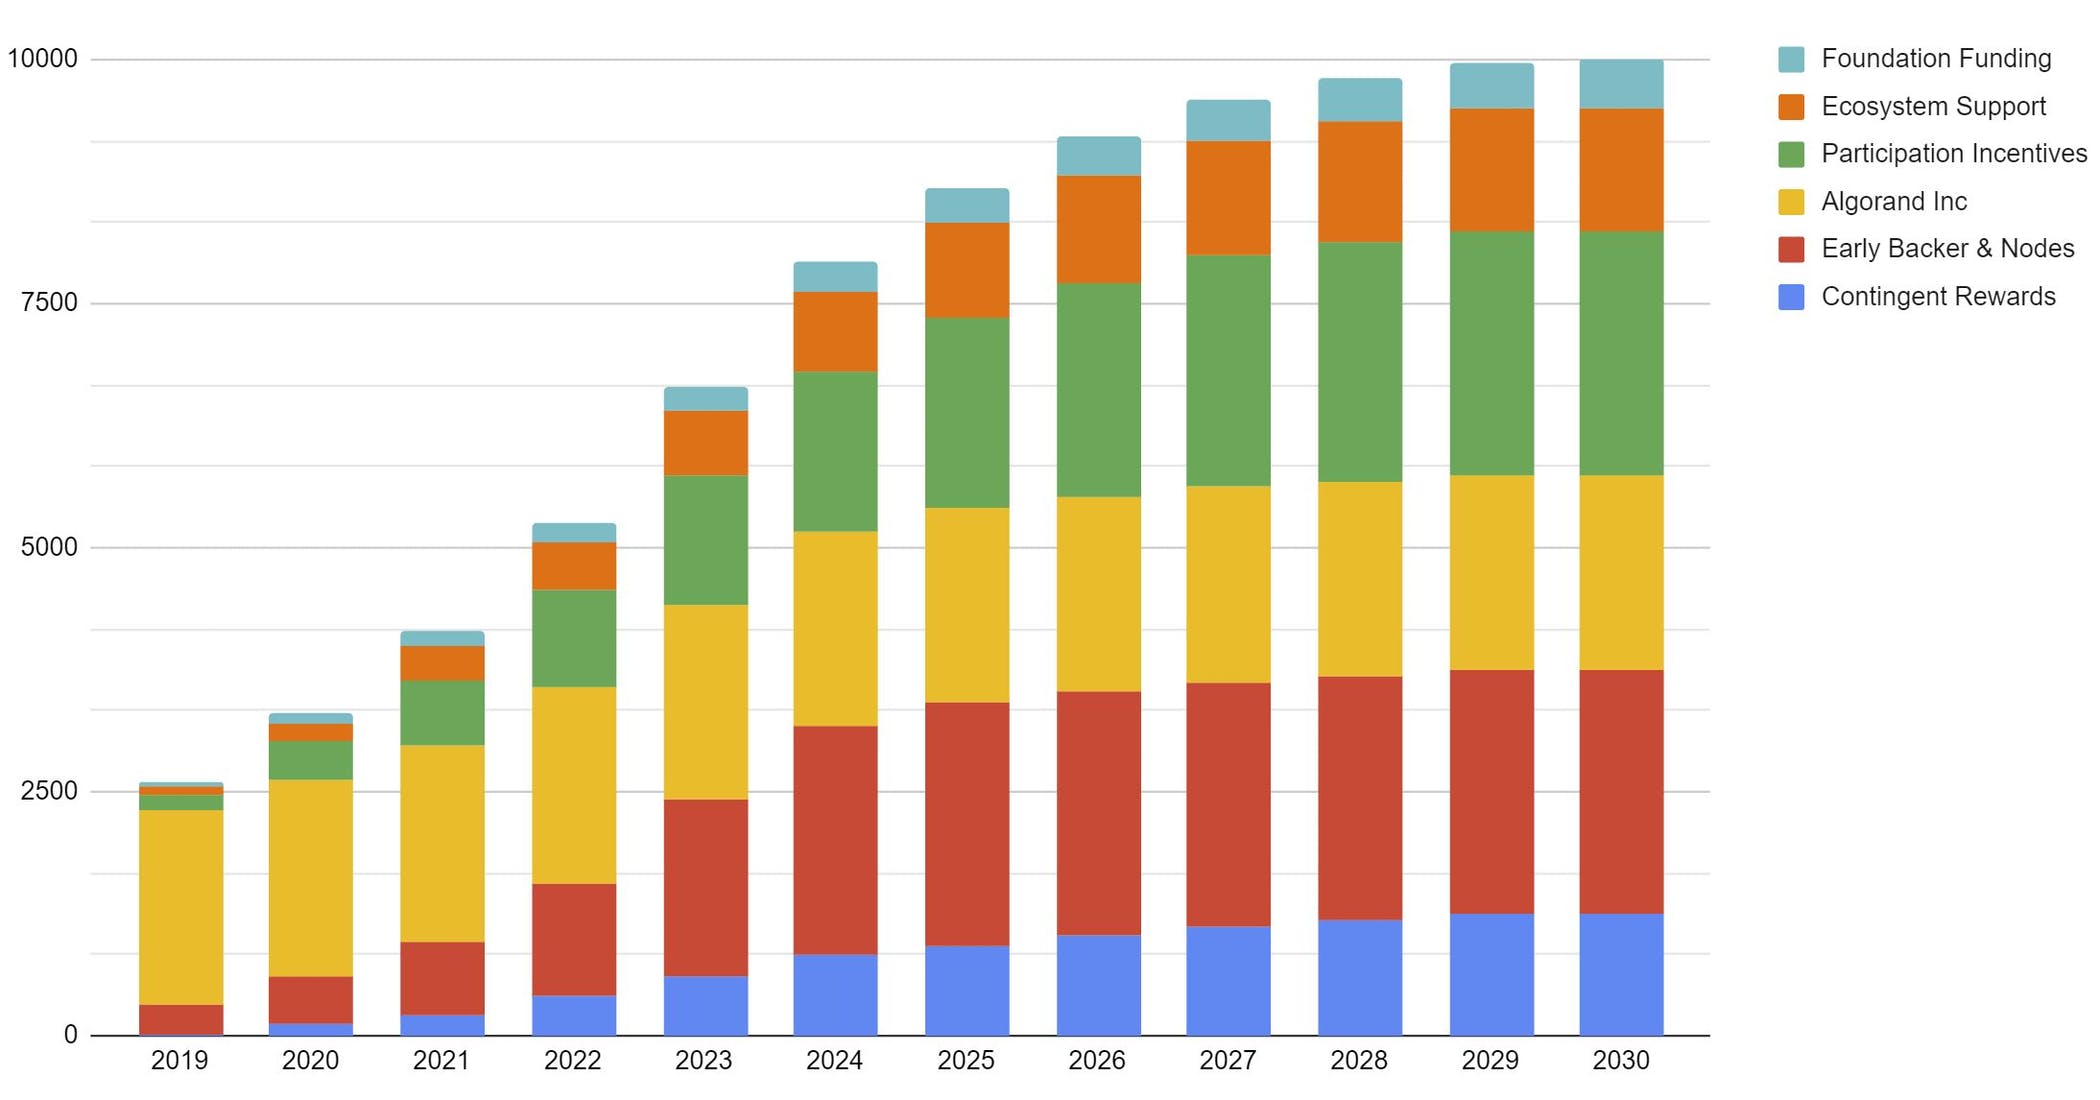 10000
7500
5000
2500
0
2019 2020 2021 2022 2023 2024 2025 2026 2027 2028 2029 2030
Foundation Funding
Ecosystem Support
Participation Incentives
Algorand Inc
Early Backer & Nodes
Contingent Rewards